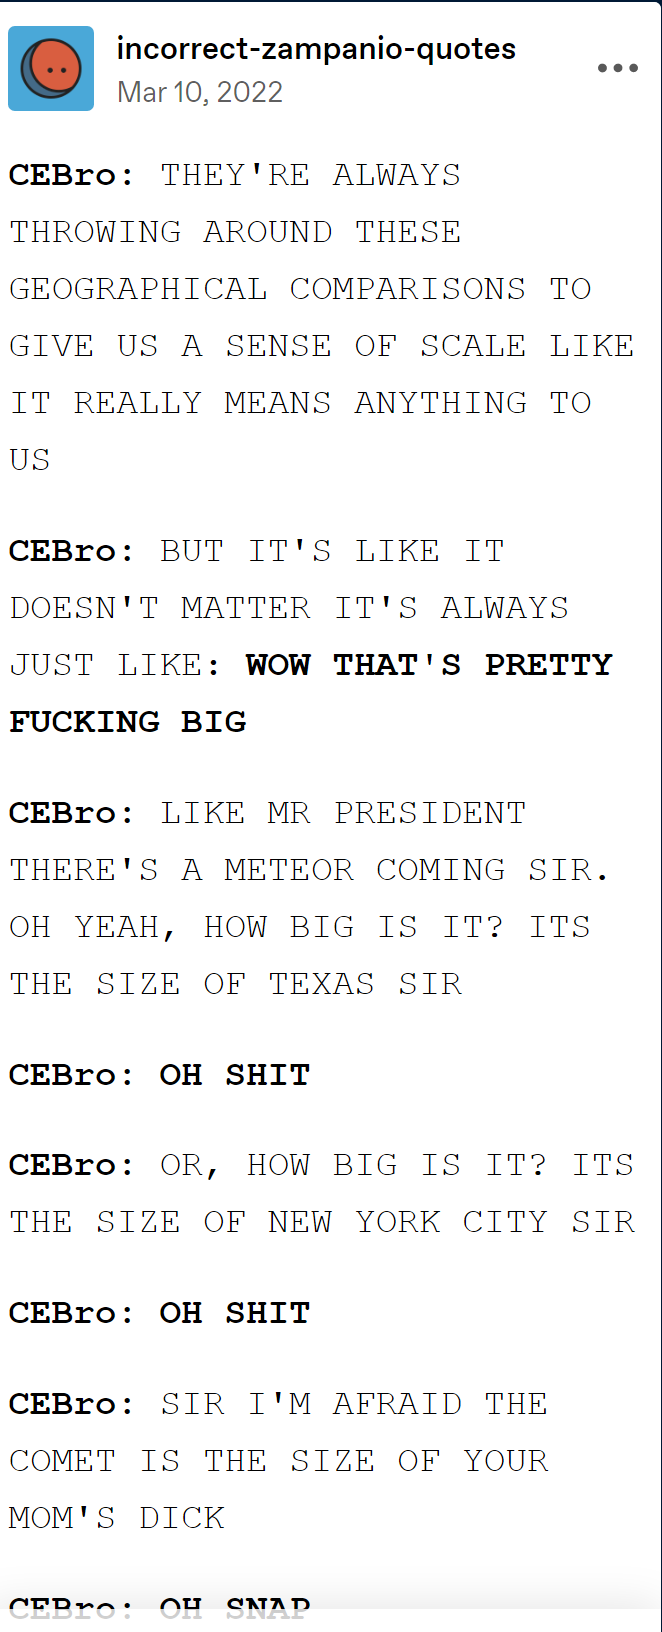 incorrect-zampanio-quotes
Mar 10, 2022
CEBro: THEY'RE ALWAYS
THROWING AROUND THESE
GEOGRAPHICAL COMPARISONS TO
GIVE US A SENSE OF SCALE LIKE
IT REALLY MEANS ANYTHING TO
US
CEBro: BUT IT'S LIKE IT
DOESN'T MATTER IT'S ALWAYS
JUST LIKE: WOW THAT'S PRETTY
FUCKING BIG
CEBro: LIKE MR PRESIDENT
THERE'S A METEOR COMING SIR.
OH YEAH, HOW BIG IS IT? ITS
THE SIZE OF TEXAS SIR
CEBro: OH SHIT
CEBro: OR, HOW BIG IS IT? ITS
THE SIZE OF NEW YORK CITY SIR
CEBro: OH SHIT
CEBro: SIR I'M AFRAID THE
COMET IS THE SIZE OF YOUR
MOM'S DICK
CEBro: OH SNAP